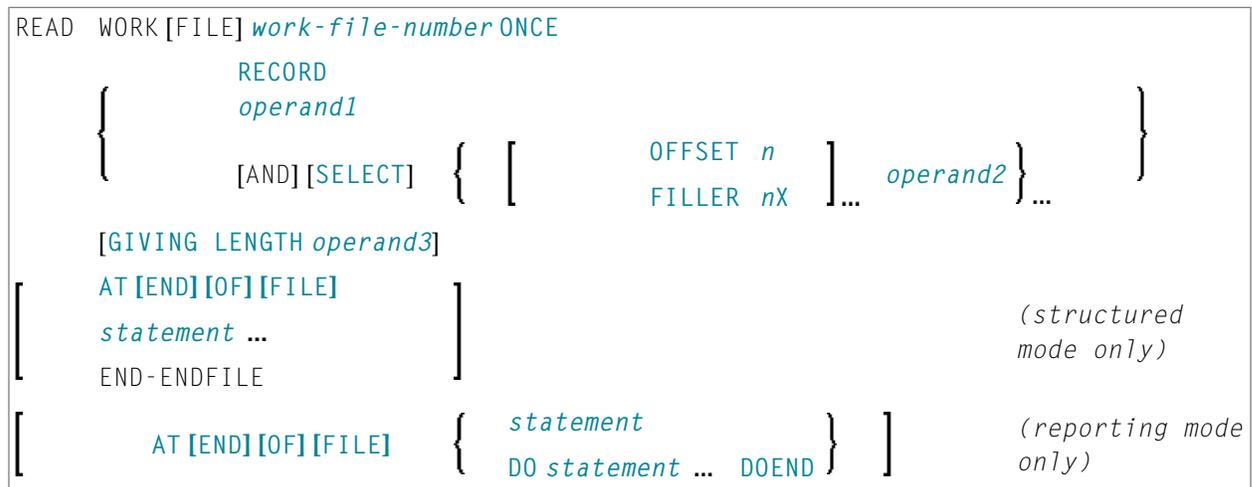 READ WORK [FILE] work-file-number ONCE
RECORD
{ operand1 }
[AND] [SELECT] { [ OFFSET n
FILLER nX ] ... operand2 } ...
[GIVING LENGTH operand3]
[ AT [END] [OF] [FILE]
statement ...
END-ENDFILE ]
(structured
mode only)
[ AT [END] [OF] [FILE] { statement
DO statement ... DOEND } ]
(reporting mode
only)